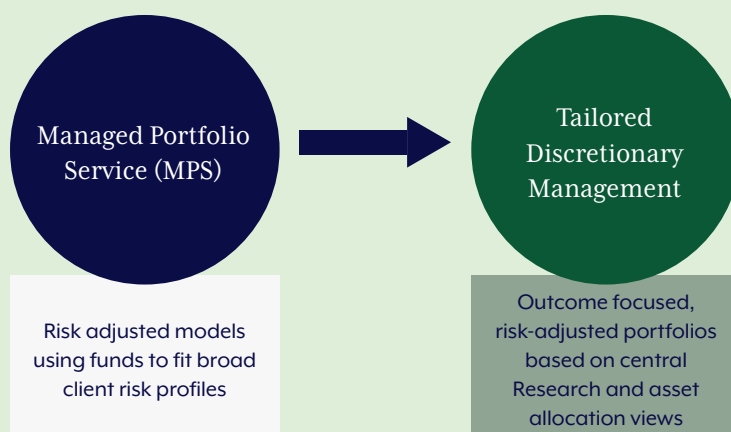 Managed Portfolio
Service (MPS)
Risk adjusted models
using funds to fit broad
client risk profiles
Tailored
Discretionary
Management
Outcome focused,
risk-adjusted portfolios
based on central
Research and asset
allocation views